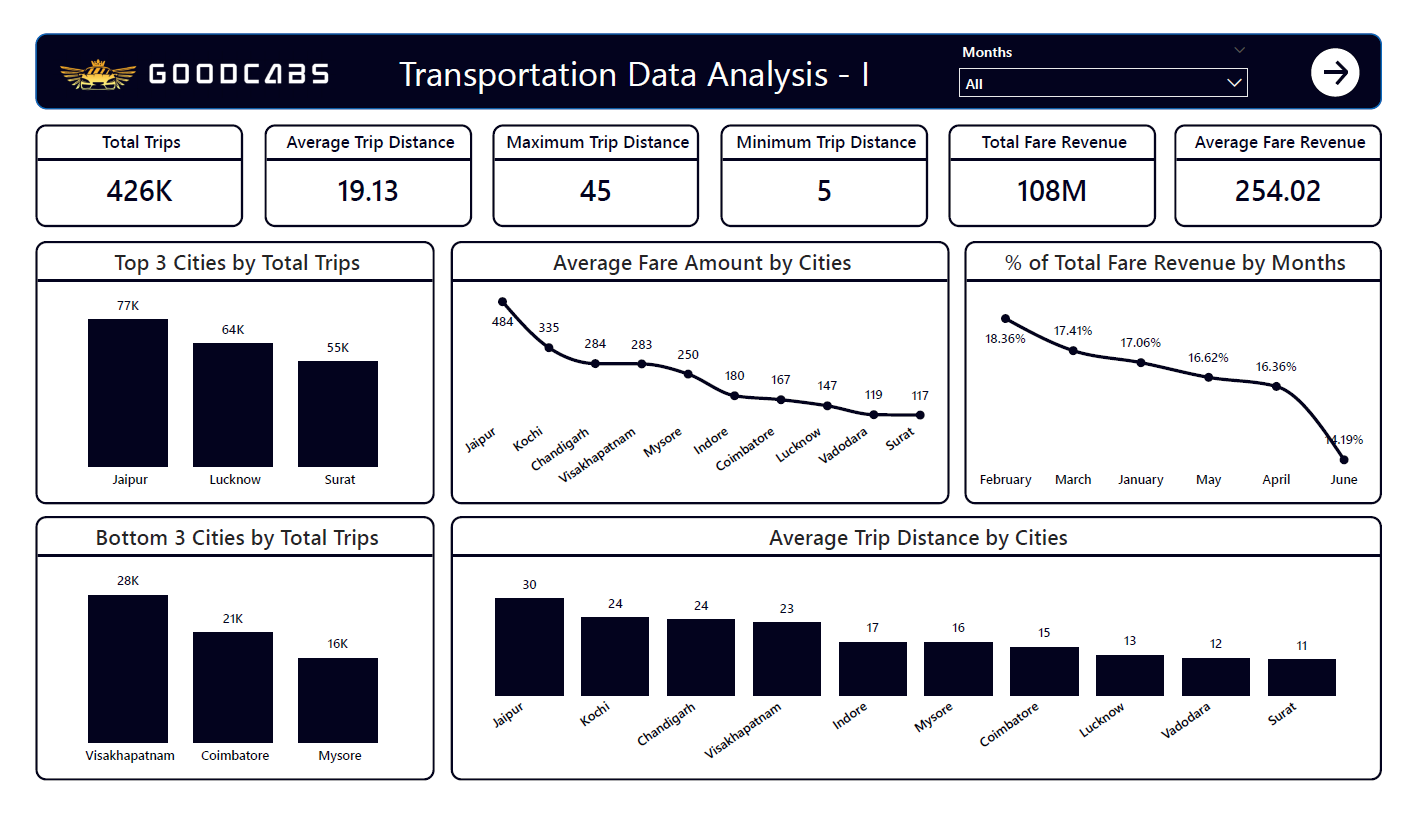 GOODCABS
Transportation Data Analysis - I
Months
All
Total Trips
426K
Average Trip Distance
19.13
Maximum Trip Distance
45
Minimum Trip Distance
5
Total Fare Revenue
108M
Average Fare Revenue
254.02
Top 3 Cities by Total Trips
77K
64K
55K
Jaipur
Lucknow
Surat
Average Fare Amount by Cities
484
335
284
283
250
180
167
147
119
117
Jaipur
Kochi
Chandigarh
Visakhapatnam
Mysore
Indore
Coimbatore
Lucknow
Vadodara
Surat
% of Total Fare Revenue by Months
18.36%
17.41%
17.06%
16.62%
16.36%
14.19%
February
March
January
May
April
June
Bottom 3 Cities by Total Trips
28K
21K
16K
Visakhapatnam
Coimbatore
Mysore
Average Trip Distance by Cities
30
24
24
23
17
16
15
13
12
11
Jaipur
Kochi
Chandigarh
Visakhapatnam
Indore
Mysore
Coimbatore
Lucknow
Vadodara
Surat